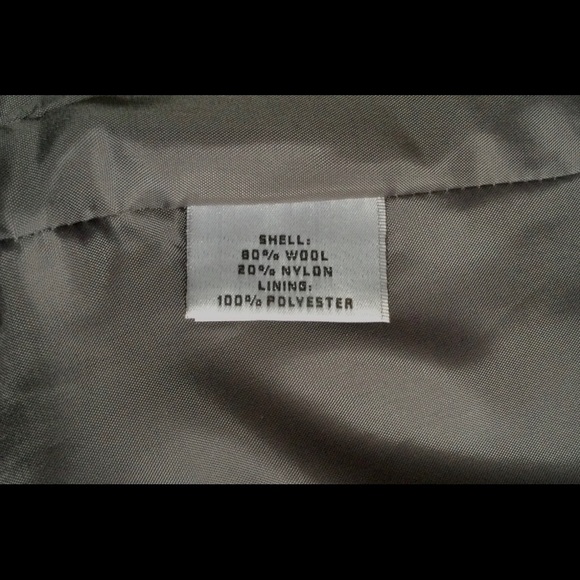 SHELL:
80% WOOL
20% NYLON
LINING:
100% POLYESTER